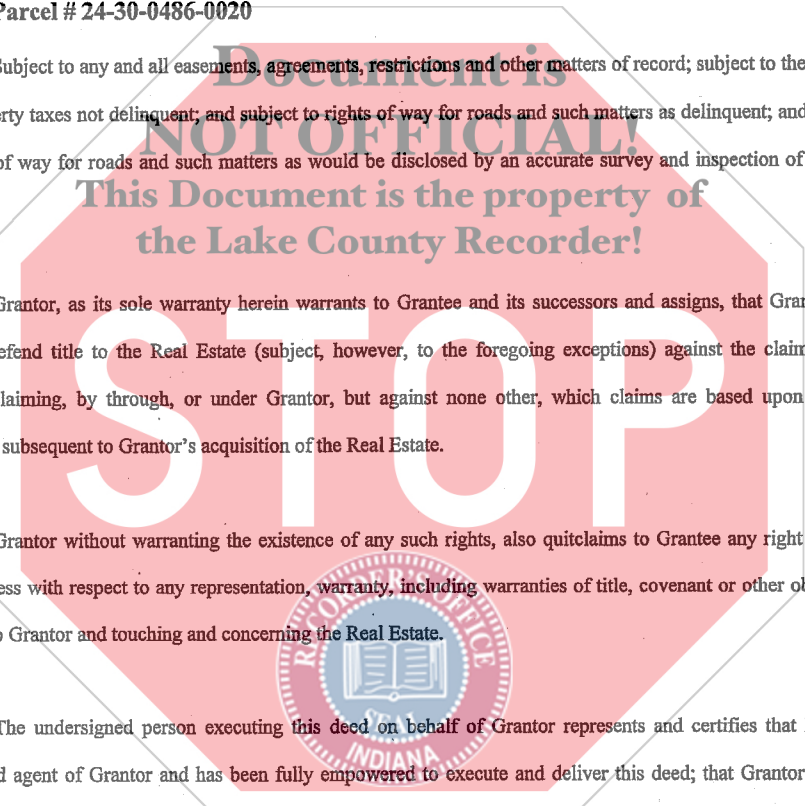 Parcel # 24-30-0486-0020
Subject to any and all easements, agreements, restrictions and other matters of record; subject to the
Document is
erty taxes not delinquent; and subject to rights of way for roads and such matters as delinquent; and
NOT OFFICIAL!
of way for roads and such matters as would be disclosed by an accurate survey and inspection of
This Document is the property of
the Lake County Recorder!
Grantor, as its sole warranty herein warrants to Grantee and its successors and assigns, that Gran
efend title to the Real Estate (subject, however, to the foregoing exceptions) against the claim
laiming, by through, or under Grantor, but against none other, which claims are based upon
STOP
subsequent to Grantor's acquisition of the Real Estate.
Grantor without warranting the existence of any such rights, also quitclaims to Grantee any right
ess with respect to any representation, warranty, including warranties of title, covenant or other ob
o Grantor and touching and concerning the Real Estate.
RECORDER OFFICE
SEAL
INDIANA
The undersigned person executing this deed on behalf of Grantor represents and certifies that
d agent of Grantor and has been fully empowered to execute and deliver this deed; that Grantor